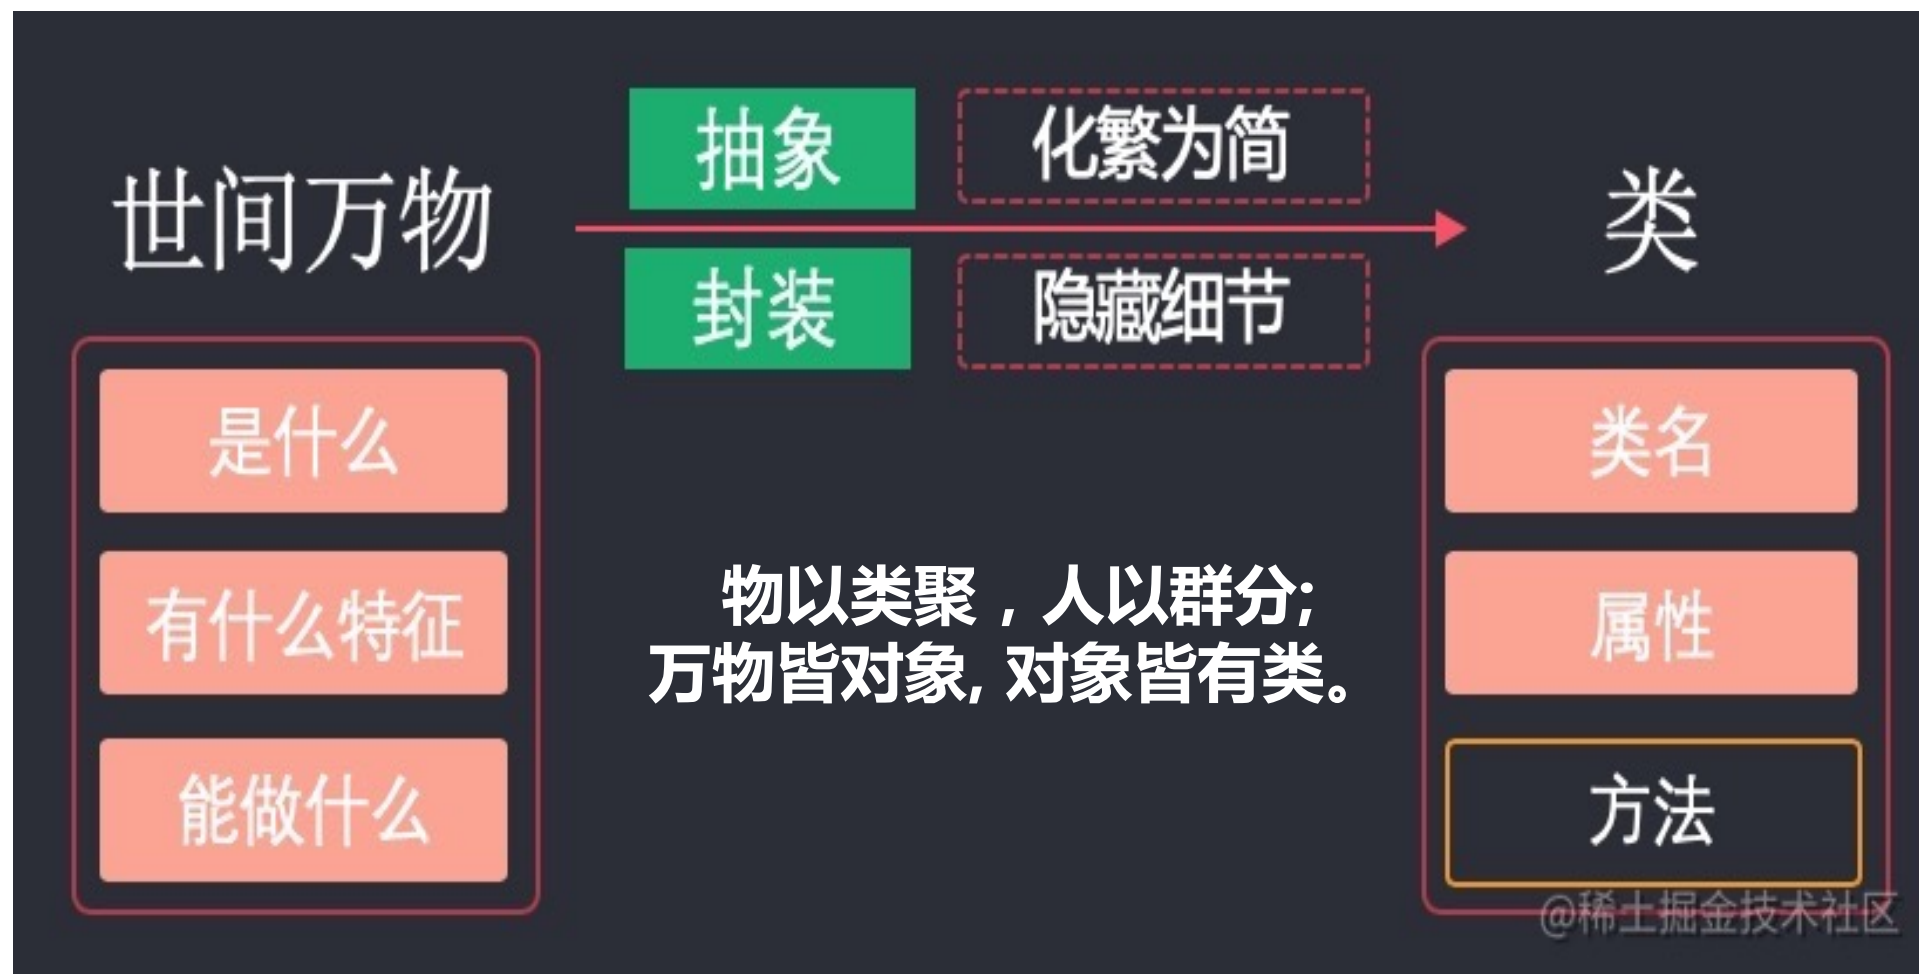 世间万物
抽象
化繁为简
封装
隐藏细节
类
是什么
有什么特征
能做什么
物以类聚，人以群分;
万物皆对象, 对象皆有类。
类名
属性
方法
@稀土掘金技术社区